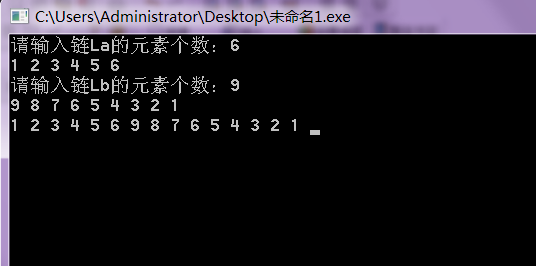 C:\Users\Administrator\Desktop\未命名1.exe
请输入链La的元素个数：6
1 2 3 4 5 6
请输入链Lb的元素个数：9
9 8 7 6 5 4 3 2 1
1 2 3 4 5 6 9 8 7 6 5 4 3 2 1